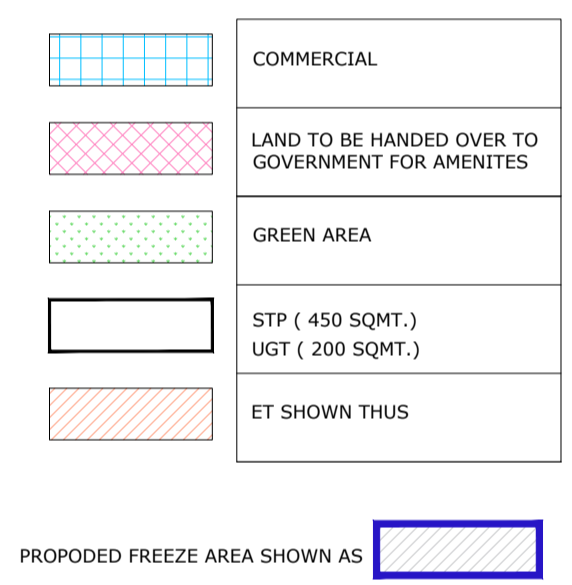 COMMERCIAL
LAND TO BE HANDED OVER TO
GOVERNMENT FOR AMENITES
GREEN AREA
STP ( 450 SQMT.)
UGT ( 200 SQMT.)
ET SHOWN THUS
PROPODED FREEZE AREA SHOWN AS